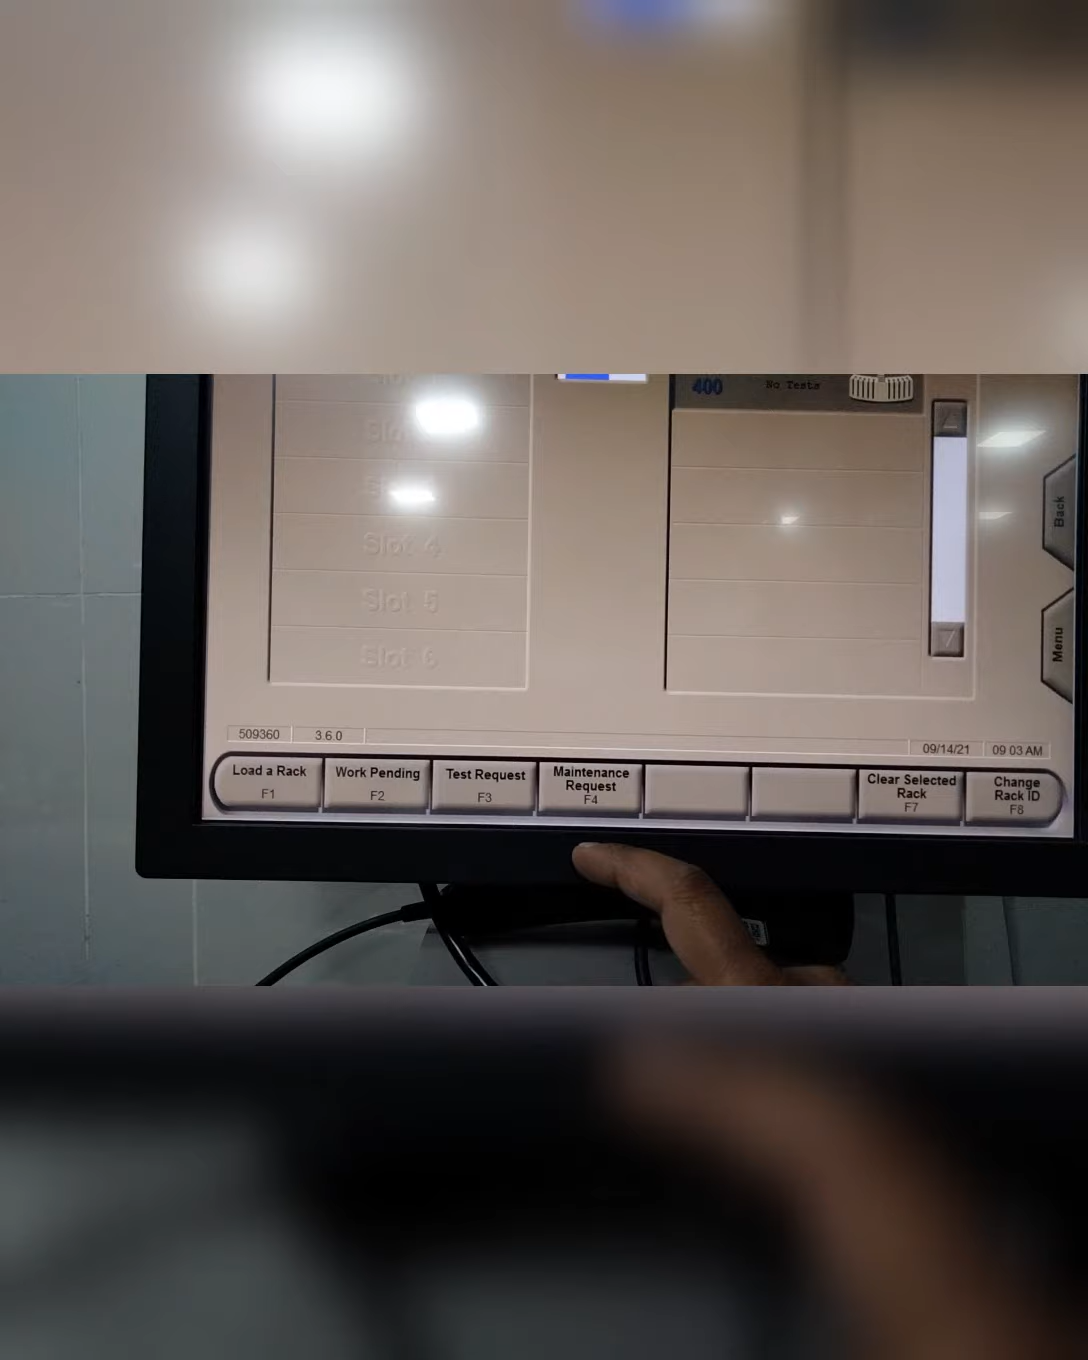 400
No Tests
Slot 4
Slot 5
Slot 6
Back
Menu
509360
3.6.0
09/14/21
09 03 AM
Load a Rack
F1
Work Pending
F2
Test Request
F3
Maintenance
Request
F4
Clear Selected
Rack
F7
Change
Rack ID
F8